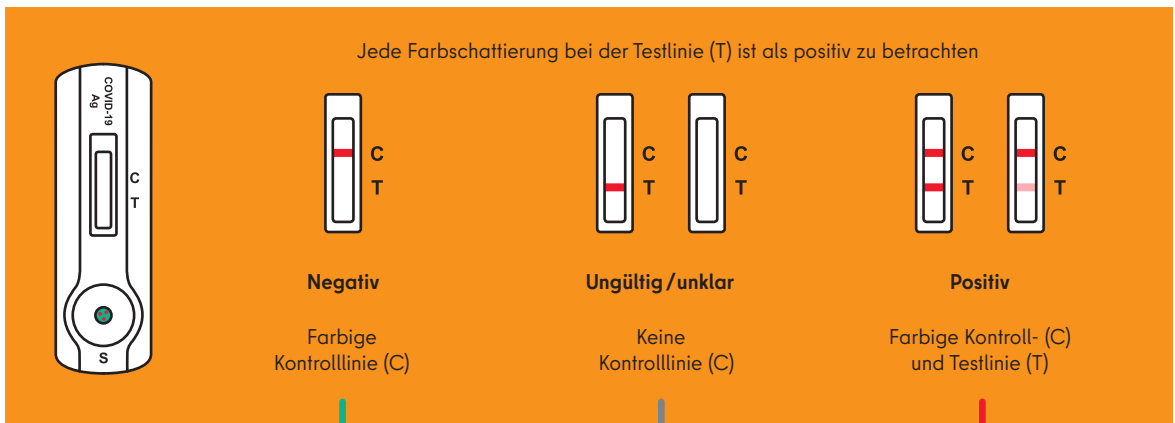 Jede Farbschattierung bei der Testlinie (T) ist als positiv zu betrachten
COVID-19
Ag
C
T
S
C
T
Negativ
Farbige
Kontrolllinie (C)
C
T
C
T
Ungültig/unklar
Keine
Kontrolllinie (C)
C
T
C
T
Positiv
Farbige Kontroll- (C)
und Testlinie (T)